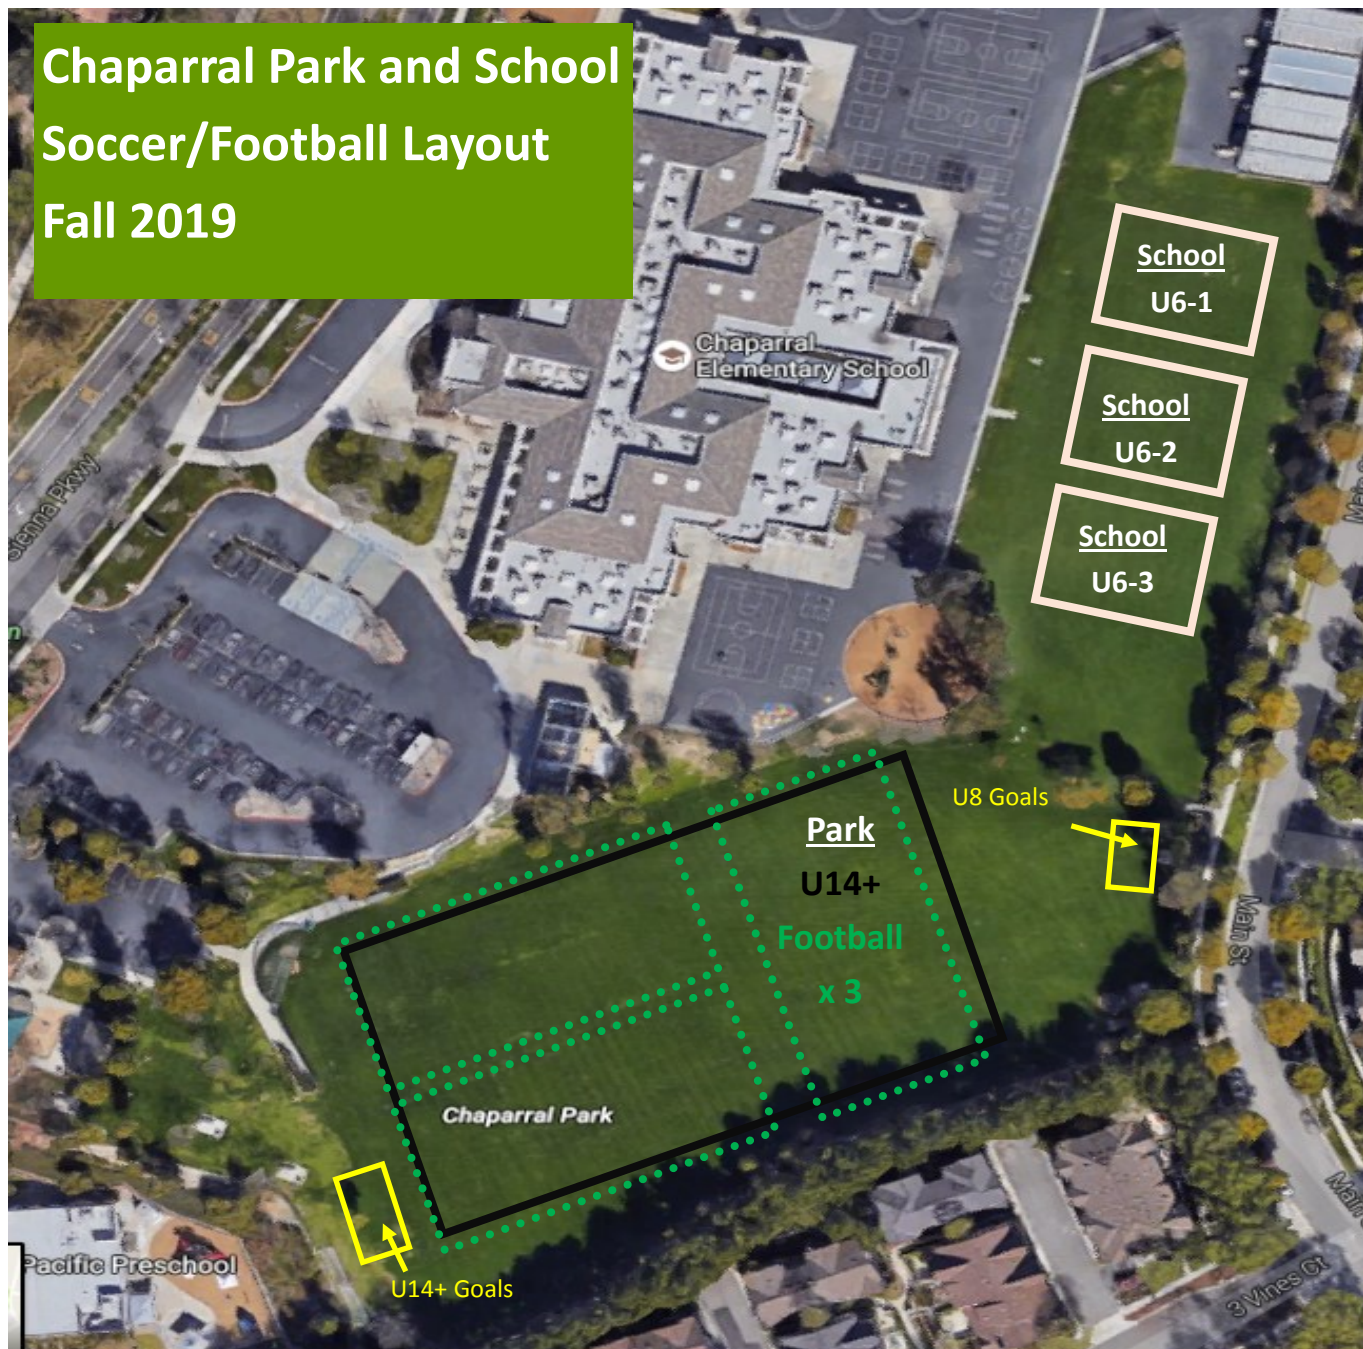 Chaparral Park and School
Soccer/Football Layout
Fall 2019
School
U6-1
Chaparral
Elementary School
School
U6-2
Sienna Pkwy
School
U6-3
U8 Goals
Park
U14+
Football
x 3
Main St
Chaparral Park
Main
Pacific Preschool
U14+ Goals
3 Vines Ct